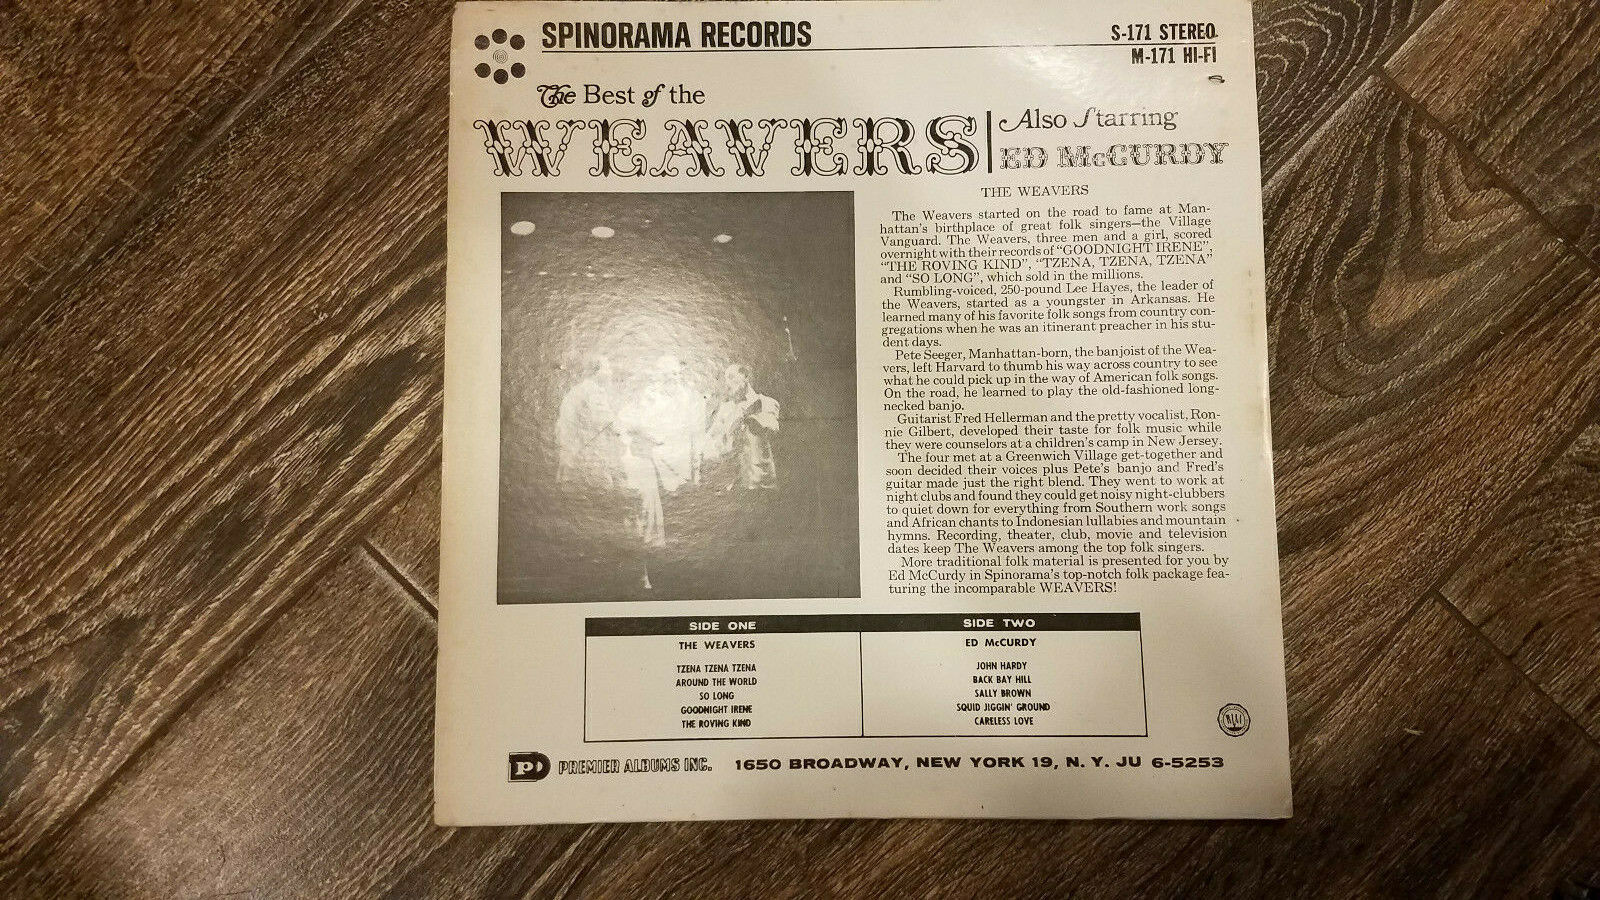 SPINORAMA RECORDS
S-171 STEREO
M-171 HI-FI
The Best of the
WEAVERS
Also Starring
ED McCURDY
THE WEAVERS
The Weavers started on the road to fame at Man-
hattan's birthplace of great folk singers—the Village
Vanguard. The Weavers, three men and a girl, scored
overnight with their records of "GOODNIGHT IRENE",
"THE ROVING KIND", "TZENA, TZENA, TZENA"
and "SO LONG", which sold in the millions.
Rumbling-voiced, 250-pound Lee Hayes, the leader of
the Weavers, started as a youngster in Arkansas. He
learned many of his favorite folk songs from country con-
gregations when he was an itinerant preacher in his stu-
dent days.
Pete Seeger, Manhattan-born, the banjoist of the Wea-
vers, left Harvard to thumb his way across country to see
what he could pick up in the way of American folk songs.
On the road, he learned to play the old-fashioned long-
necked banjo.
Guitarist Fred Hellerman and the pretty vocalist, Ron-
nie Gilbert, developed their taste for folk music while
they were counselors at a children's camp in New Jersey.
The four met at a Greenwich Village get-together and
soon decided their voices plus Pete's banjo and Fred's
guitar made just the right blend. They went to work at
night clubs and found they could get noisy night-clubbers
to quiet down for everything from Southern work songs
and African chants to Indonesian lullabies and mountain
hymns. Recording, theater, club, movie and television
dates keep The Weavers among the top folk singers.
More traditional folk material is presented for you by
Ed McCurdy in Spinorama's top-notch folk package fea-
turing the incomparable WEAVERS!
SIDE ONE
THE WEAVERS
TZENA TZENA TZENA
AROUND THE WORLD
SO LONG
GOODNIGHT IRENE
THE ROVING KIND
SIDE TWO
ED McCURDY
JOHN HARDY
BACK BAY HILL
SALLY BROWN
SQUID JIGGIN' GROUND
CARELESS LOVE
P
PREMIER ALBUMS INC. 1650 BROADWAY, NEW YORK 19, N. Y. JU 6-5253